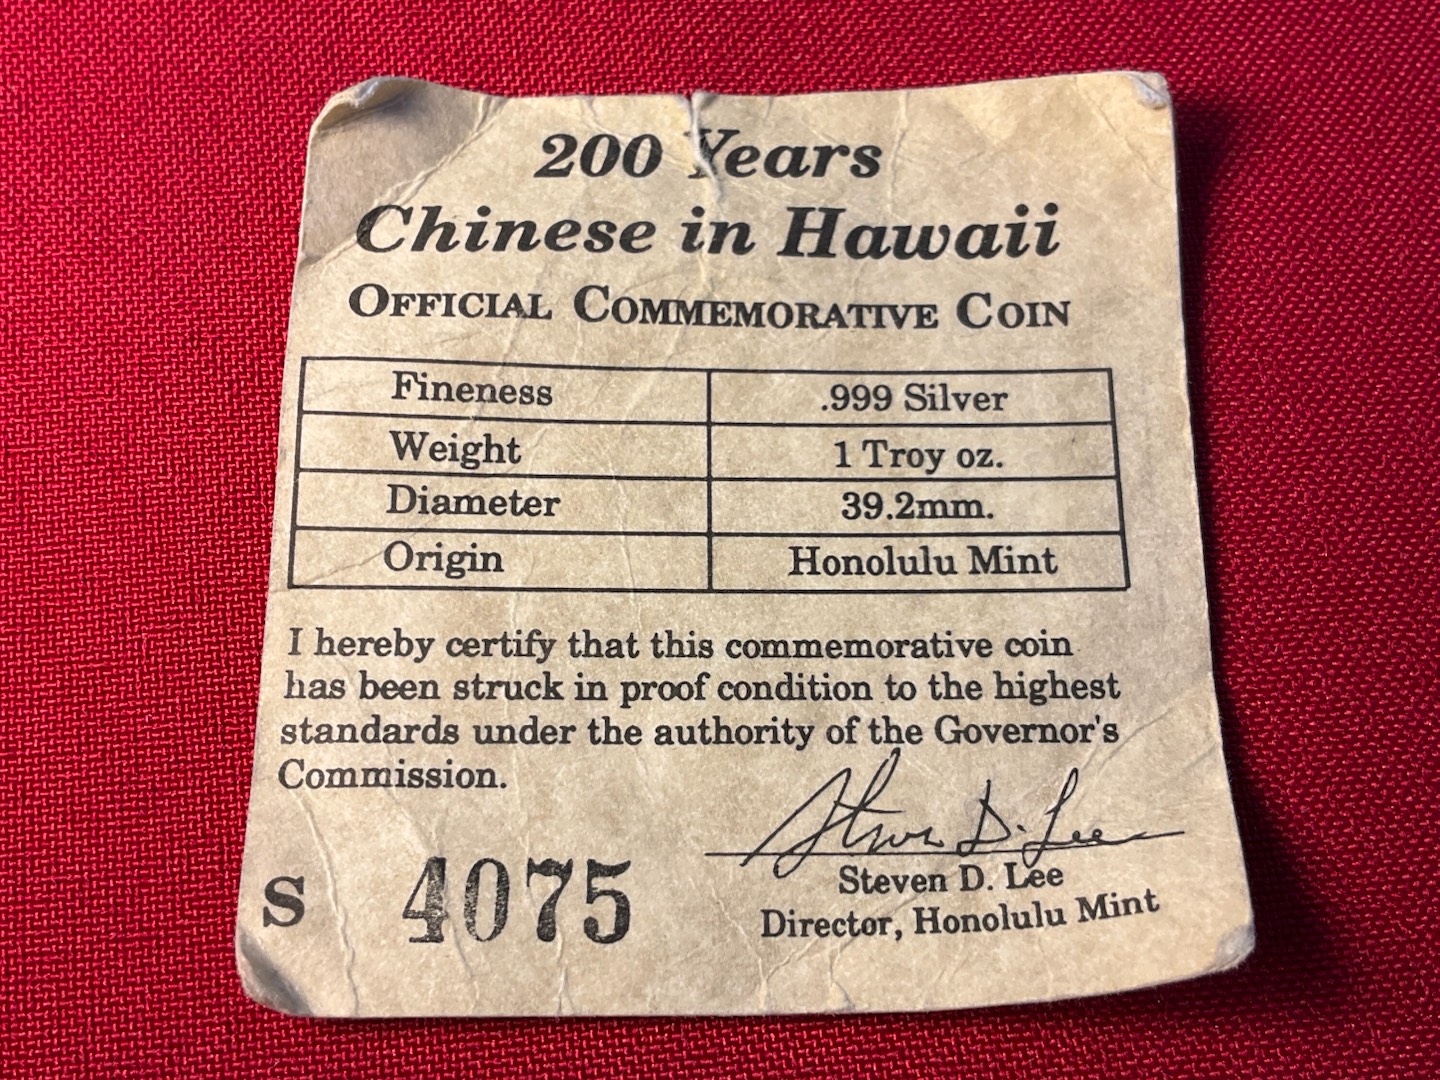 200 Years
Chinese in Hawaii
OFFICIAL COMMEMORATIVE COIN
Fineness .999 Silver
Weight 1 Troy oz.
Diameter 39.2mm.
Origin Honolulu Mint
I hereby certify that this commemorative coin
has been struck in proof condition to the highest
standards under the authority of the Governor's
Commission.
Steven D. Lee
S 4075
Steven D. Lee
Director, Honolulu Mint